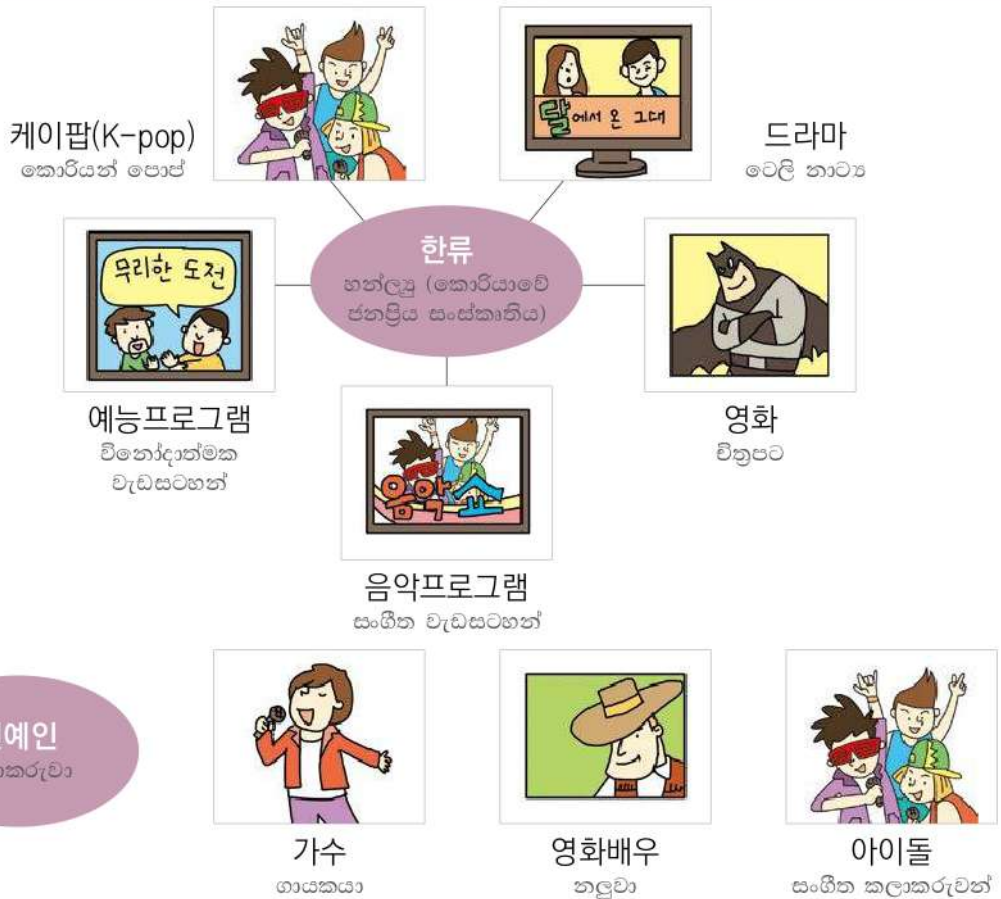 케이팝(K-pop)
කොරියන් පොප්
달에서 온 그대
드라마
ටෙලි නාට්‍ය
한류
හන්ල්‍යු (කොරියාවේ
ජනප්‍රිය සංස්කෘතිය)
무리한 도전
예능프로그램
විනෝදාත්මක
වැඩසටහන්
영화
චිත්‍රපට
음악쇼
음악프로그램
සංගීත වැඩසටහන්
예인
කරුවා
가수
ගායකයා
영화배우
නලුවා
아이돌
සංගීත කලාකරුවන්